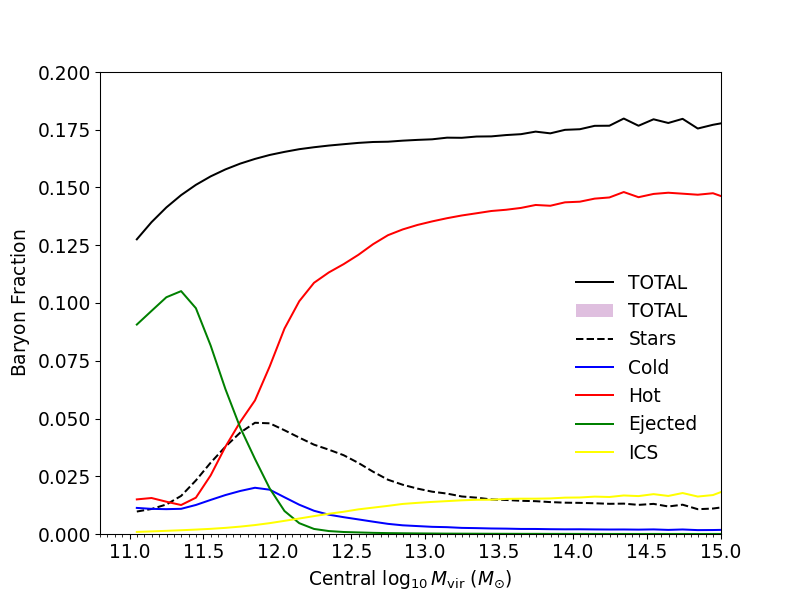 0.200
0.175
0.150
0.125
0.100
0.075
0.050
0.025
0.000
Baryon Fraction
TOTAL
TOTAL
Stars
Cold
Hot
Ejected
ICS
11.0 11.5 12.0 12.5 13.0 13.5 14.0 14.5 15.0
Central log₁₀ Mvir (M⊙)